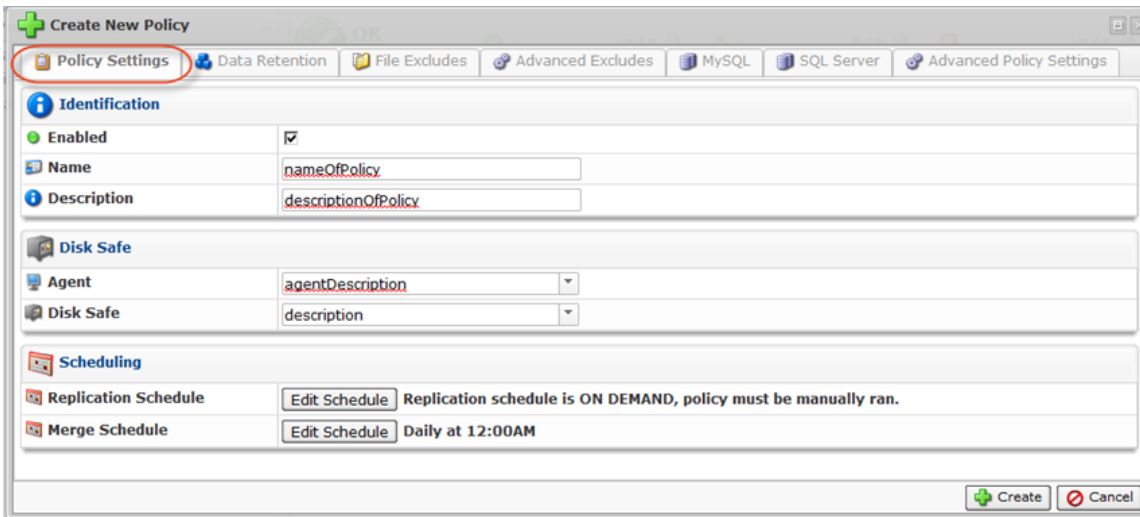 Create New Policy
OK
Policy Settings
Data Retention
File Excludes
Advanced Excludes
MySQL
SQL Server
Advanced Policy Settings
Identification
Enabled
Name nameOfPolicy
Description descriptionOfPolicy
Disk Safe
Agent agentDescription
Disk Safe description
Scheduling
Replication Schedule Edit Schedule Replication schedule is ON DEMAND, policy must be manually ran.
Merge Schedule Edit Schedule Daily at 12:00AM
Create Cancel